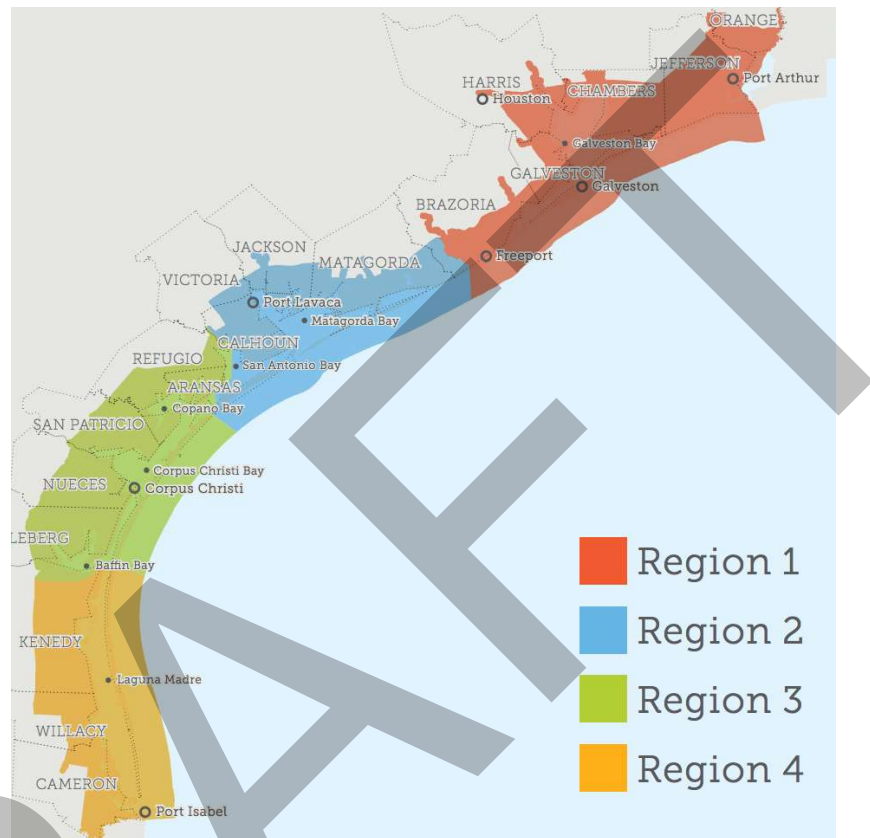 ORANGE
JEFFERSON
Port Arthur
HARRIS
Houston
CHAMBERS
Galveston Bay
GALVESTON
Galveston
BRAZORIA
Freeport
JACKSON
MATAGORDA
VICTORIA
Port Lavaca
Matagorda Bay
CALHOUN
REFUGIO
San Antonio Bay
ARANSAS
Copano Bay
SAN PATRICIO
Corpus Christi Bay
NUECES
Corpus Christi
LEBERG
Baffin Bay
KENEDY
Laguna Madre
WILLACY
CAMERON
Port Isabel
Region 1
Region 2
Region 3
Region 4
DRAFT